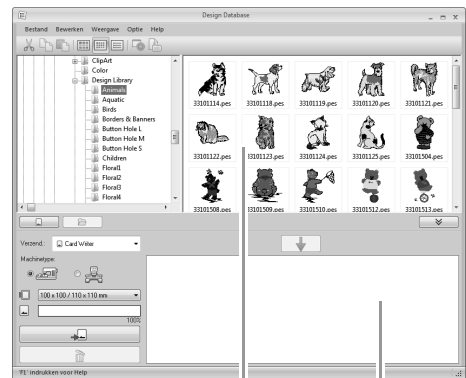 Design Database
Bestand Bewerken Weergave Optie Help
ClipArt
Color
Design Library
Animals
Aquatic
Birds
Borders & Banners
Button Hole L
Button Hole M
Button Hole S
Children
Floral1
Floral2
Floral3
Floral4
33101114.pes 33101118.pes 33101119.pes 33101120.pes 33101121.pes
33101122.pes 33101123.pes 33101124.pes 33101125.pes 33101504.pes
33101508.pes 33101509.pes 33101510.pes 33101512.pes 33101513.pes
Verzend.: Card Writer
Machinetype:
100 x 100 / 110 x 110 mm
100%
'F1' indrukken voor Help